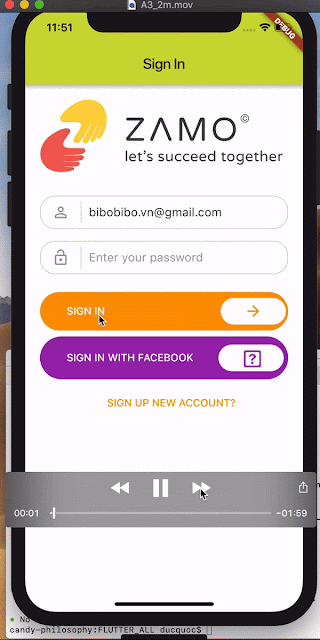 A3_2m.mov
11:51
DEBUG
Sign In
ZAMO©
let's succeed together
bibobibo.vn@gmail.com
Enter your password
SIGN IN
SIGN IN WITH FACEBOOK
SIGN UP NEW ACCOUNT?
00:01
-01:59
No
candy-philosophy:FLUTTER_ALL ducquoc$